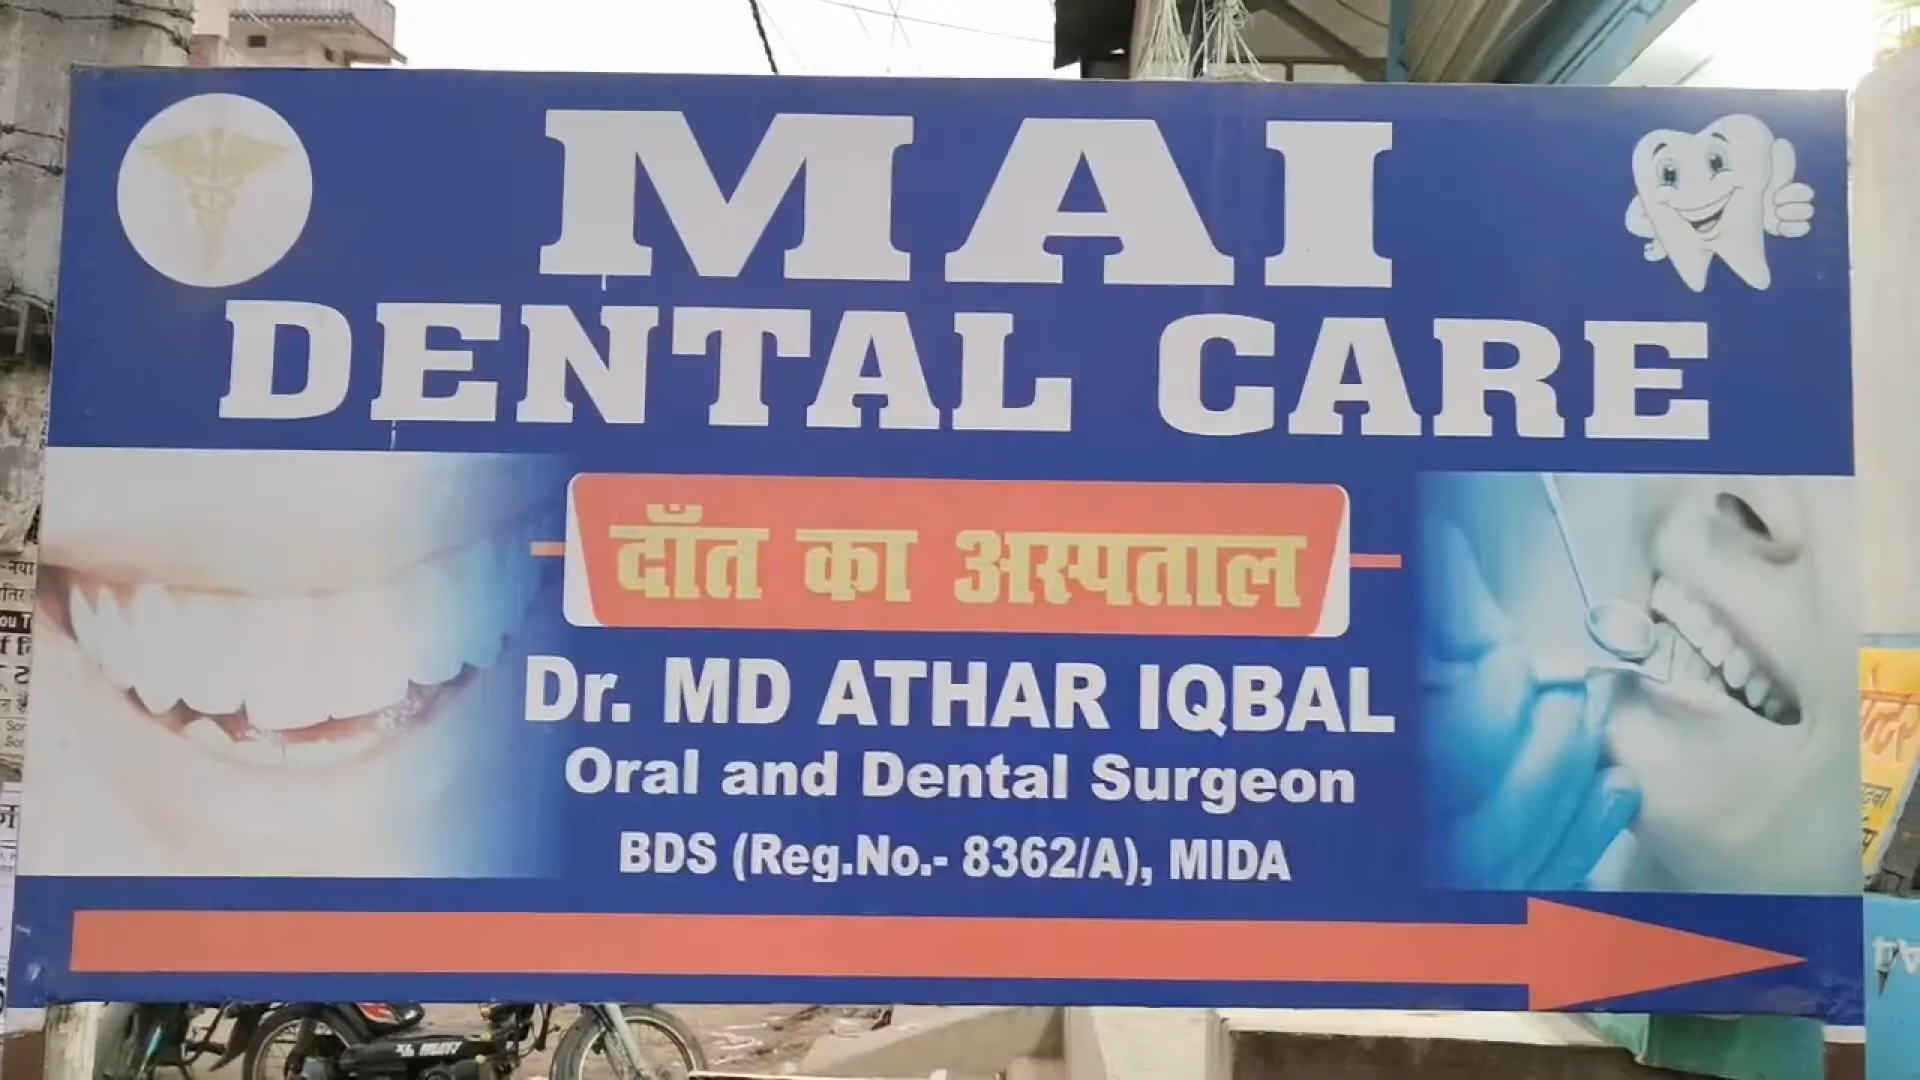 MAI
DENTAL CARE
दाँत का अस्पताल
Dr. MD ATHAR IQBAL
Oral and Dental Surgeon
BDS (Reg.No.- 8362/A), MIDA